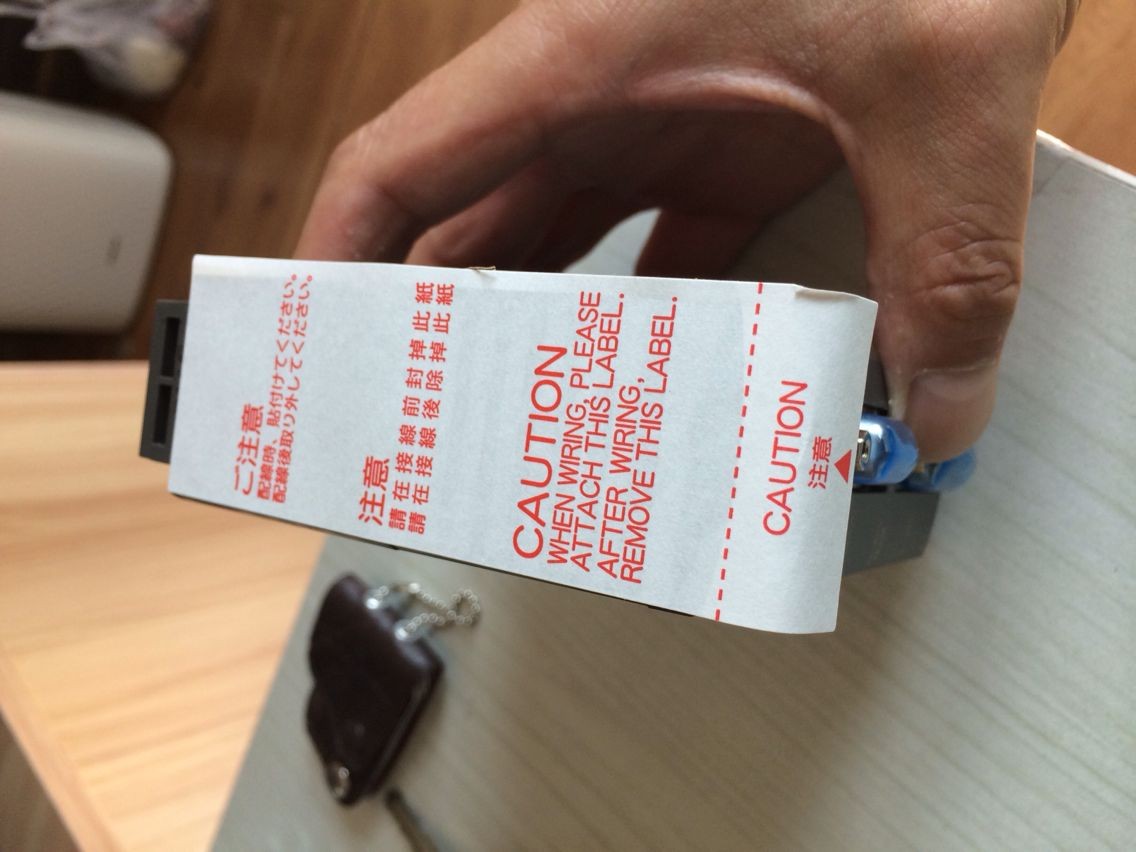 ご注意
配線時、貼付けてください。
配線後取り外してください。
注意
請在接線前封掉此紙
請在接線後除掉此紙
CAUTION
WHEN WIRING, PLEASE
ATTACH THIS LABEL.
AFTER WIRING,
REMOVE THIS LABEL.
CAUTION
注意